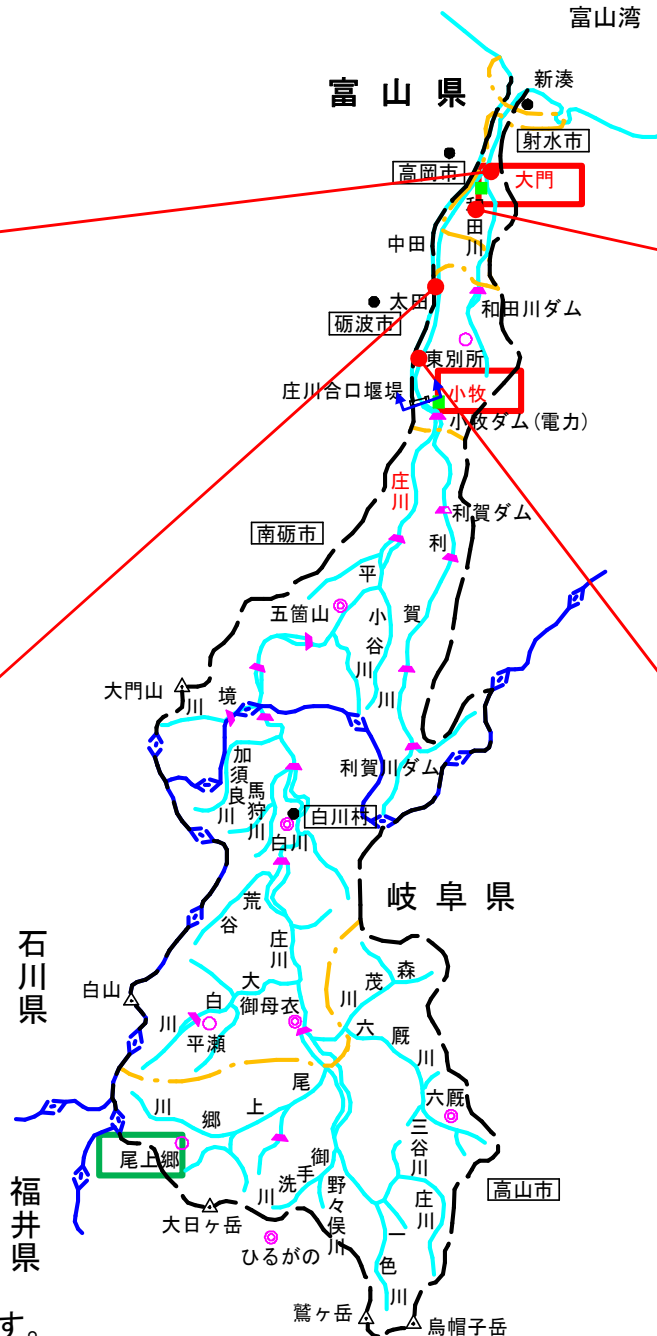 富山湾
富山県
新湊
射水市
高岡市
大門
和田川
中田
太田
和田川ダム
砺波市
東別所
庄川合口堰堤
小牧
小牧ダム(電力)
庄川
利賀ダム
南砺市
利賀川
平
五箇山
小谷川
大門山
境川
利賀川ダム
加須良川
馬狩川
白川村
白川
岐阜県
荒谷
庄川
石川県
森茂川
白山
大白川
御母衣
平瀬
六厩川
尾上郷川
六厩
三谷川
尾上郷
御手洗川
野々俣川
庄川
高山市
福井県
大日ヶ岳
ひるがの
一色川
鷲ヶ岳
烏帽子岳
す。